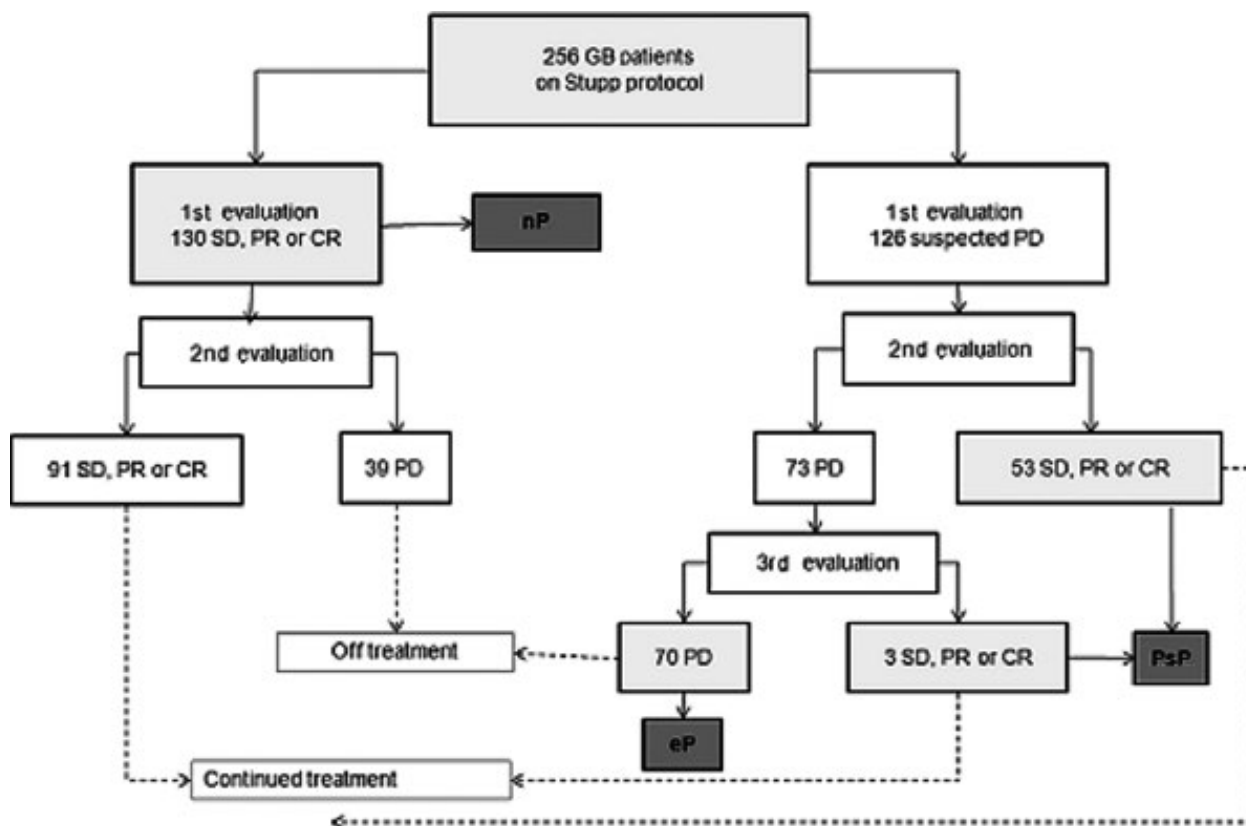 256 GB patients
on Stupp protocol
1st evaluation
130 SD, PR or CR
nP
1st evaluation
126 suspected PD
2nd evaluation
2nd evaluation
91 SD, PR or CR
39 PD
73 PD
53 SD, PR or CR
3rd evaluation
Off treatment
70 PD
3 SD, PR or CR
PsP
eP
Continued treatment